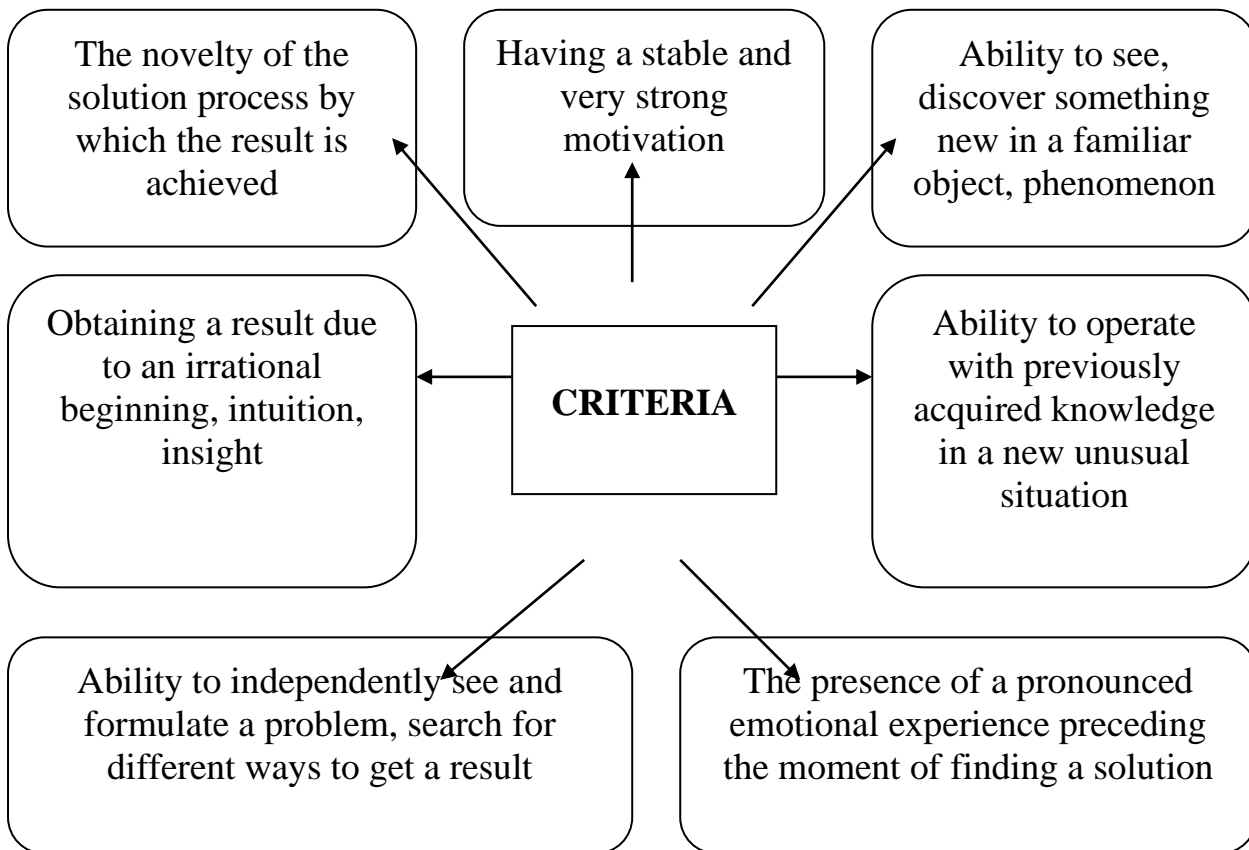 The novelty of the
solution process by
which the result is
achieved
Having a stable and
very strong
motivation
Ability to see,
discover something
new in a familiar
object, phenomenon
Obtaining a result due
to an irrational
beginning, intuition,
insight
CRITERIA
Ability to operate
with previously
acquired knowledge
in a new unusual
situation
Ability to independently see and
formulate a problem, search for
different ways to get a result
The presence of a pronounced
emotional experience preceding
the moment of finding a solution